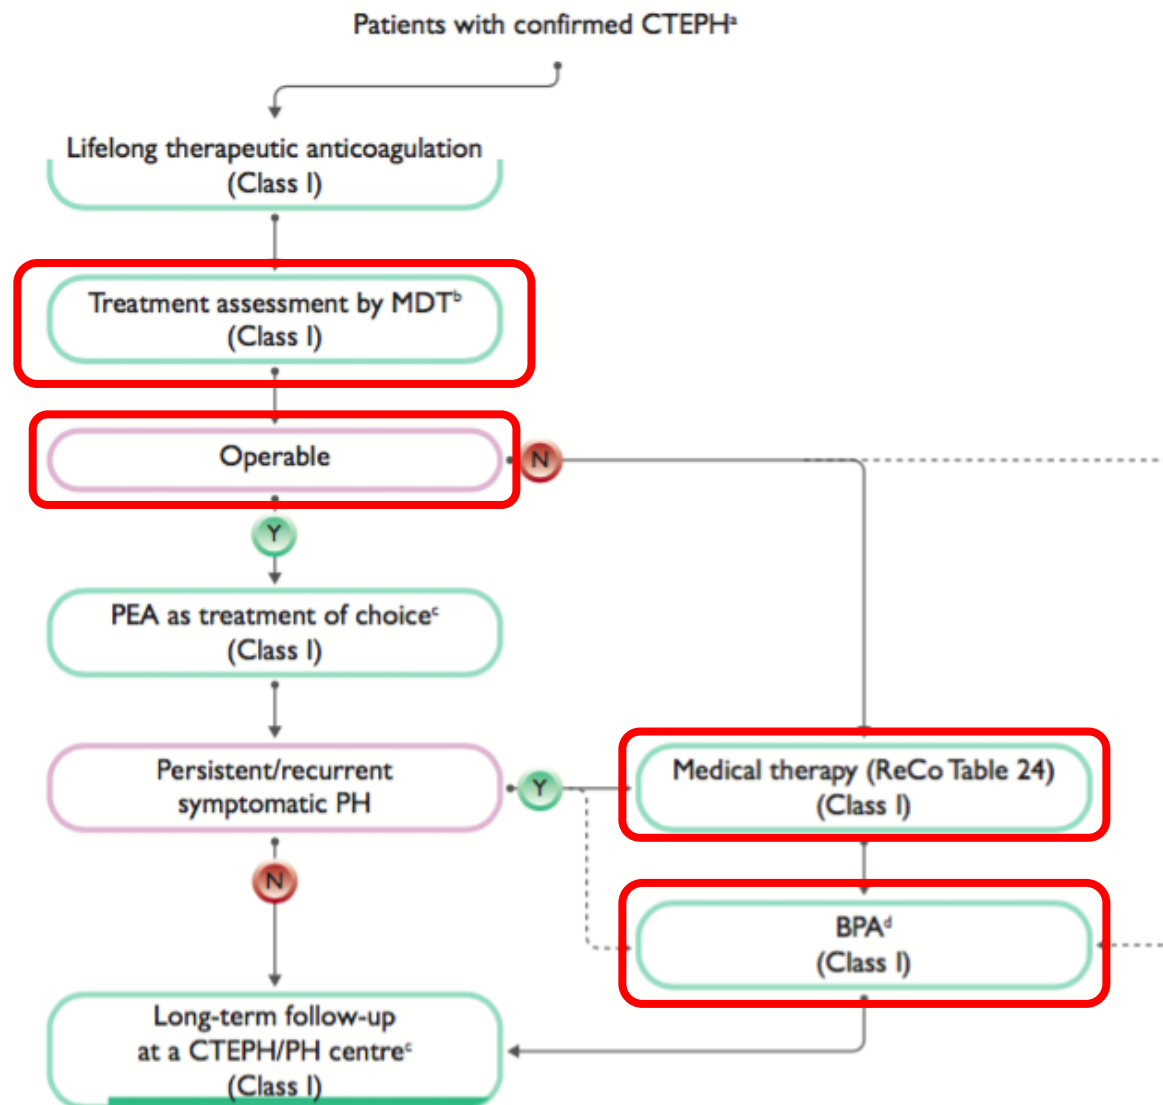 Patients with confirmed CTEPHᵃ
Lifelong therapeutic anticoagulation
(Class I)
Treatment assessment by MDTᵇ
(Class I)
Operable
N
Y
PEA as treatment of choiceᶜ
(Class I)
Persistent/recurrent
symptomatic PH
Y
Medical therapy (ReCo Table 24)
(Class I)
N
BPAᵈ
(Class I)
Long-term follow-up
at a CTEPH/PH centreᶜ
(Class I)